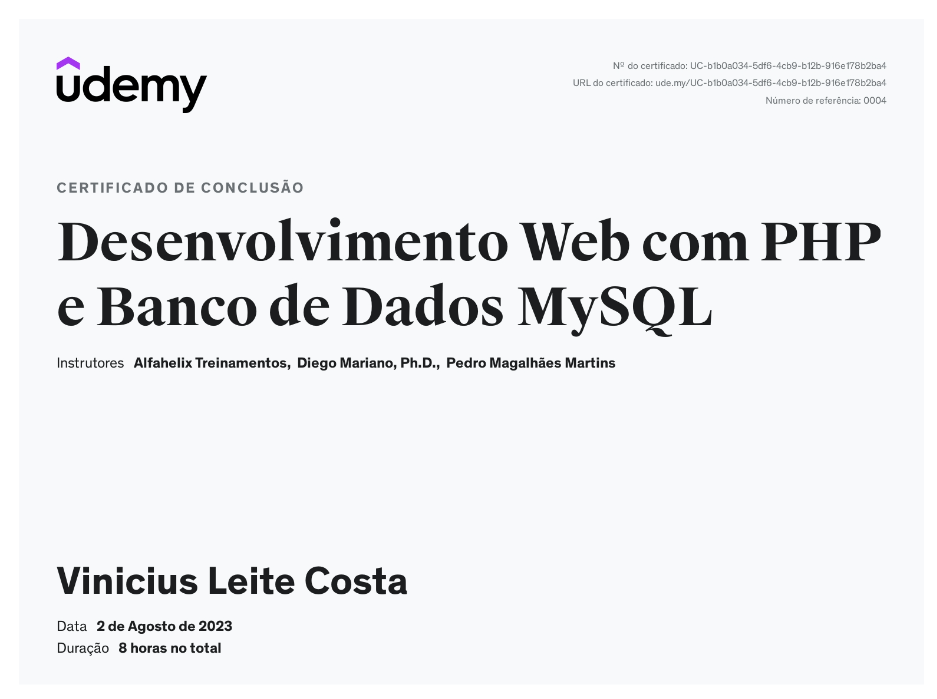 udemy
Nº do certificado: UC-b1b0a034-5df6-4cb9-b12b-916e178b2ba4
URL do certificado: ude.my/UC-b1b0a034-5df6-4cb9-b12b-916e178b2ba4
Número de referência: 0004
CERTIFICADO DE CONCLUSÃO
Desenvolvimento Web com PHP
e Banco de Dados MySQL
Instrutores Alfahelix Treinamentos, Diego Mariano, Ph.D., Pedro Magalhães Martins
Vinicius Leite Costa
Data 2 de Agosto de 2023
Duração 8 horas no total